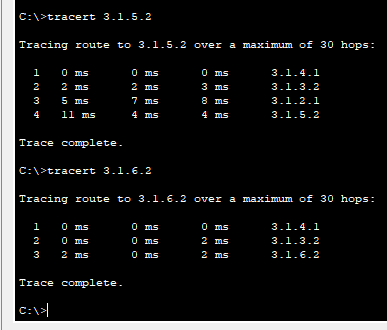 C:\>tracert 3.1.5.2
Tracing route to 3.1.5.2 over a maximum of 30 hops:
1 0 ms 0 ms 0 ms 3.1.4.1
2 2 ms 2 ms 3 ms 3.1.3.2
3 5 ms 7 ms 8 ms 3.1.2.1
4 11 ms 4 ms 4 ms 3.1.5.2
Trace complete.
C:\>tracert 3.1.6.2
Tracing route to 3.1.6.2 over a maximum of 30 hops:
1 0 ms 0 ms 0 ms 3.1.4.1
2 0 ms 0 ms 2 ms 3.1.3.2
3 2 ms 0 ms 2 ms 3.1.6.2
Trace complete.
C:\>